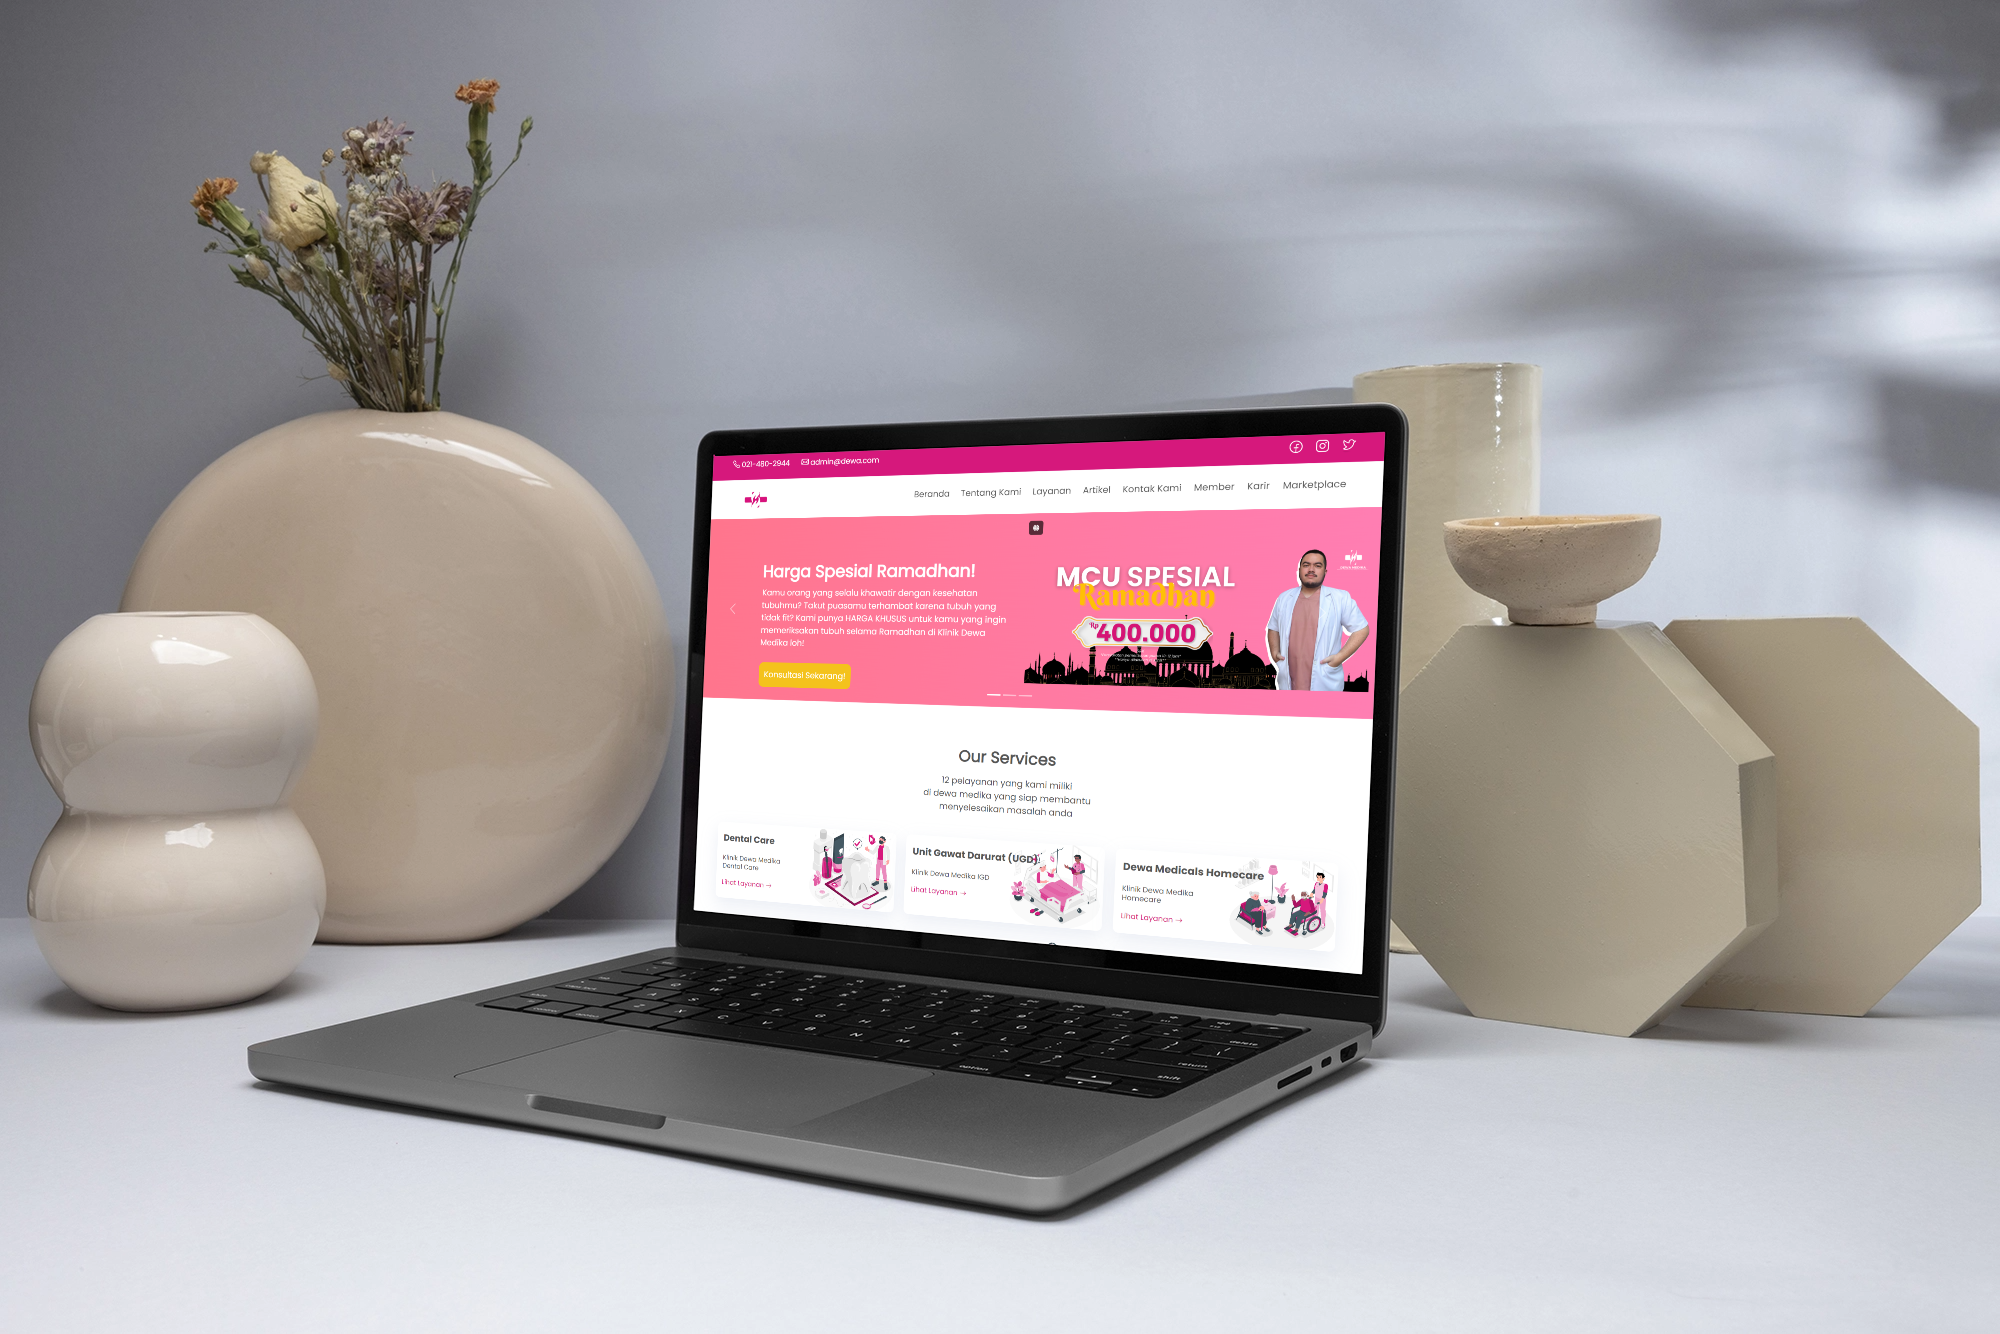 021-480-2944 admin@dewa.com
Beranda Tentang Kami Layanan Artikel Kontak Kami Member Karir Marketplace
Harga Spesial Ramadhan!
Kamu orang yang selalu khawatir dengan kesehatan
tubuhmu? Takut puasamu terhambat karena tubuh yang
tidak fit? Kami punya HARGA KHUSUS untuk kamu yang ingin
memeriksakan tubuh selama Ramadhan di Klinik Dewa
Medika loh!
Konsultasi Sekarang!
MCU SPESIAL
Ramadhan
Rp 400.000
Our Services
12 pelayanan yang kami miliki
di dewa medika yang siap membantu
menyelesaikan masalah anda
Dental Care
Klinik Dewa Medika
Dental Care
Lihat Layanan →
Unit Gawat Darurat (UGD)
Klinik Dewa Medika IGD
Lihat Layanan →
Dewa Medicals Homecare
Klinik Dewa Medika
Homecare
Lihat Layanan →
delete
return
shift
option